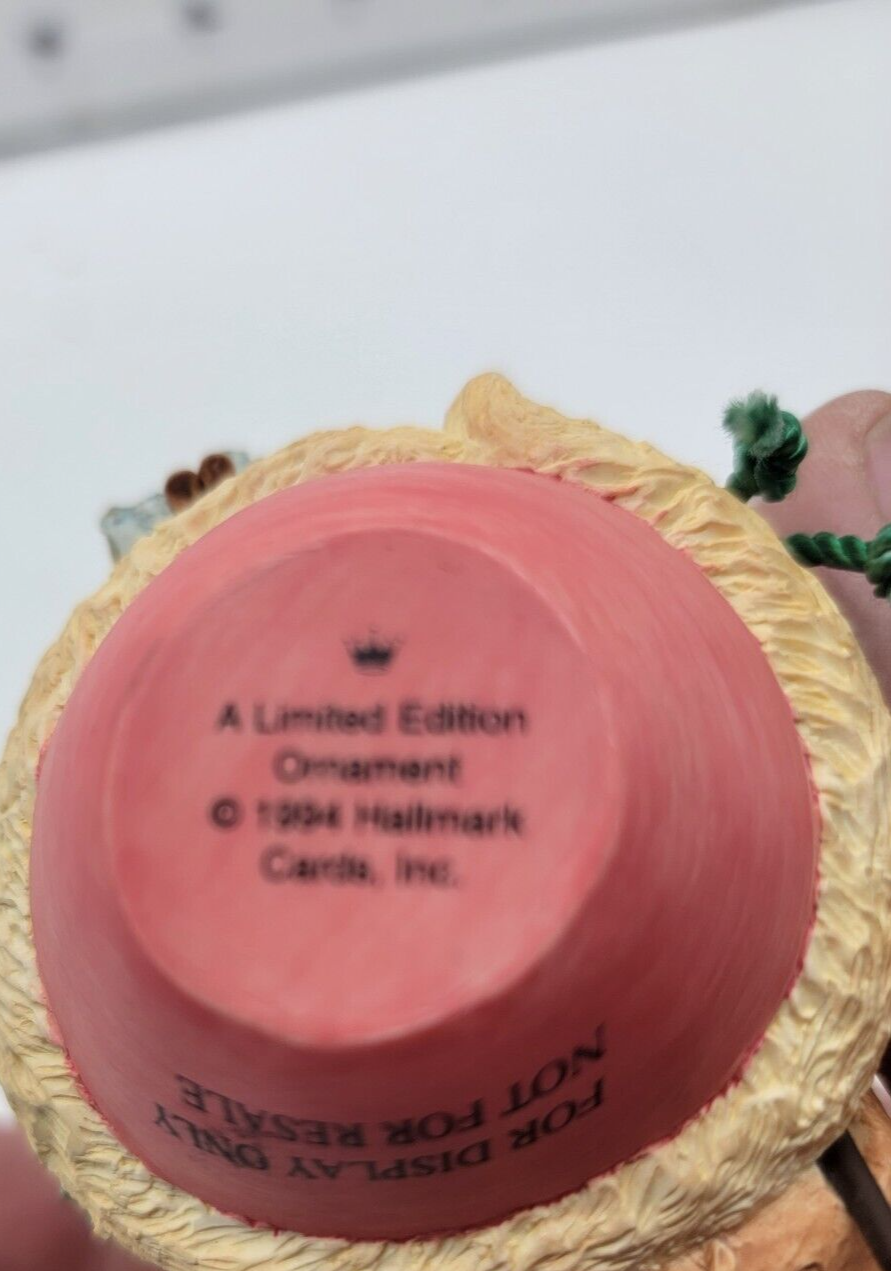 A Limited Edition
Ornament
© 1994 Hallmark
Cards, Inc.
FOR DISPLAY ONLY
NOT FOR RESALE